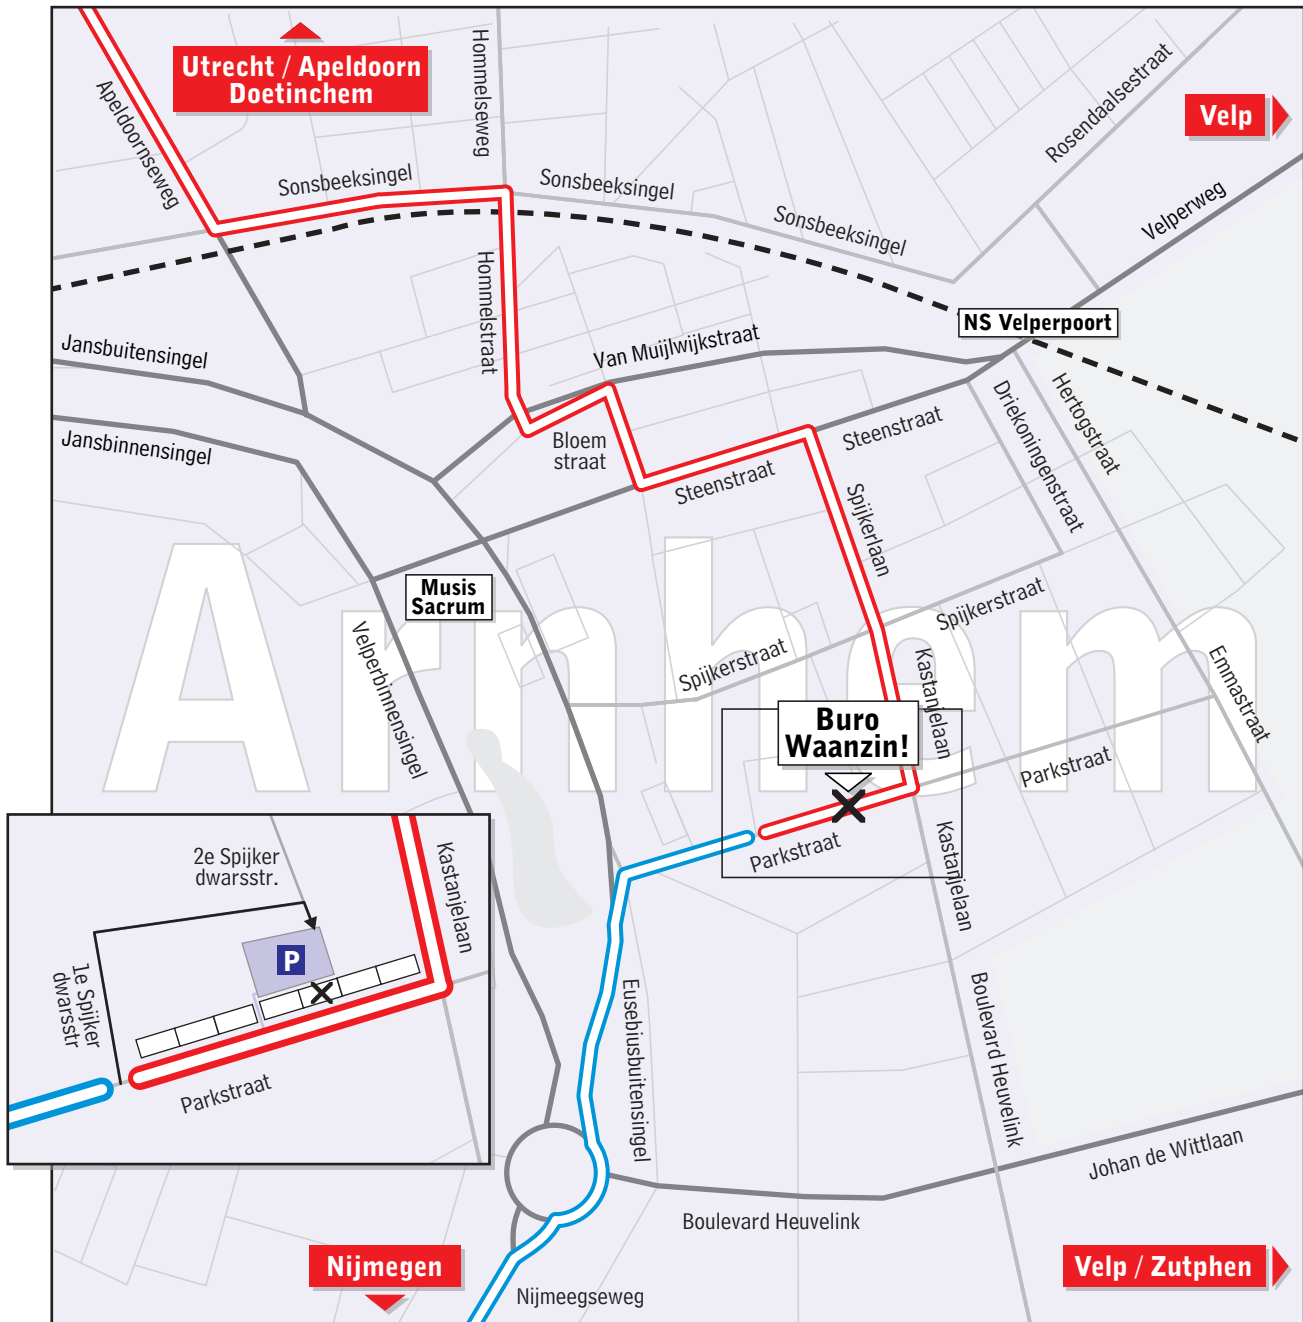 Utrecht / Apeldoorn
Doetinchem
Hommelseweg
Rosendaalsestraat
Velp
Apeldoornseweg
Sonsbeeksingel
Sonsbeeksingel
Sonsbeeksingel
Velperweg
Hommelstraat
NS Velperpoort
Jansbuitensingel
Van Muijlwijkstraat
Jansbinnensingel
Bloem
straat
Steenstraat
Steenstraat
Driekoningenstraat
Hertogstraat
Spijkerlaan
Arnhem
Musis
Sacrum
Spijkerstraat
Spijkerstraat
Velperbinnensingel
Kastanjelaan
Emmastraat
Buro
Waanzin!
Parkstraat
Parkstraat
Kastanjelaan
2e Spijker
dwarsstr.
Kastanjelaan
P
1e Spijker
dwarsstr
Parkstraat
Eusebiusbuitensingel
Boulevard Heuvelink
Johan de Wittlaan
Boulevard Heuvelink
Nijmegen
Velp / Zutphen
Nijmeegseweg